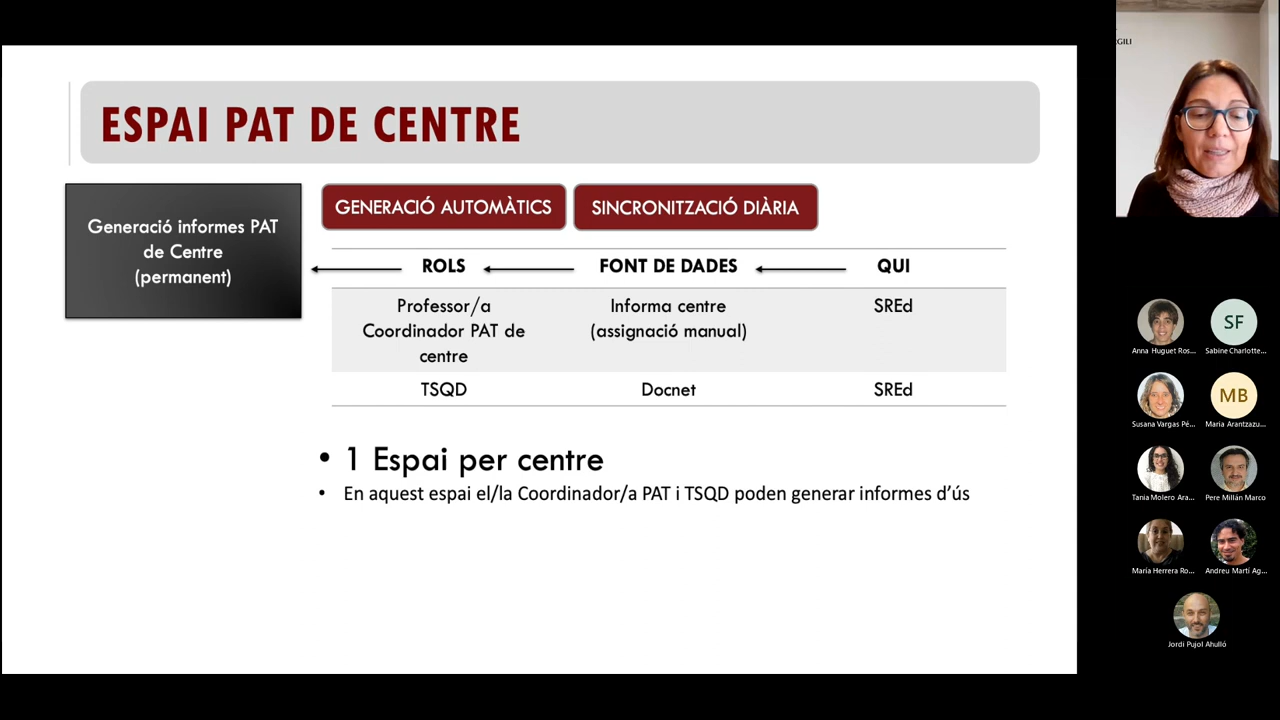 ESPAI PAT DE CENTRE
Generació informes PAT
de Centre
(permanent)
GENERACIÓ AUTOMÀTICS
SINCRONITZACIÓ DIÀRIA
ROLS
FONT DE DADES
QUI
Professor/a
Coordinador PAT de
centre
Informa centre
(assignació manual)
SREd
TSQD
Docnet
SREd
• 1 Espai per centre
• En aquest espai el/la Coordinador/a PAT i TSQD poden generar informes d’ús
SF
Anna Huguet Ros...
Sabine Charlotte...
MB
Susana Vargas Pé...
Maria Arantzazu...
Tania Molero Ara...
Pere Millán Marco
María Herrera Ro...
Andreu Martí Ag...
Jordi Pujol Ahulló